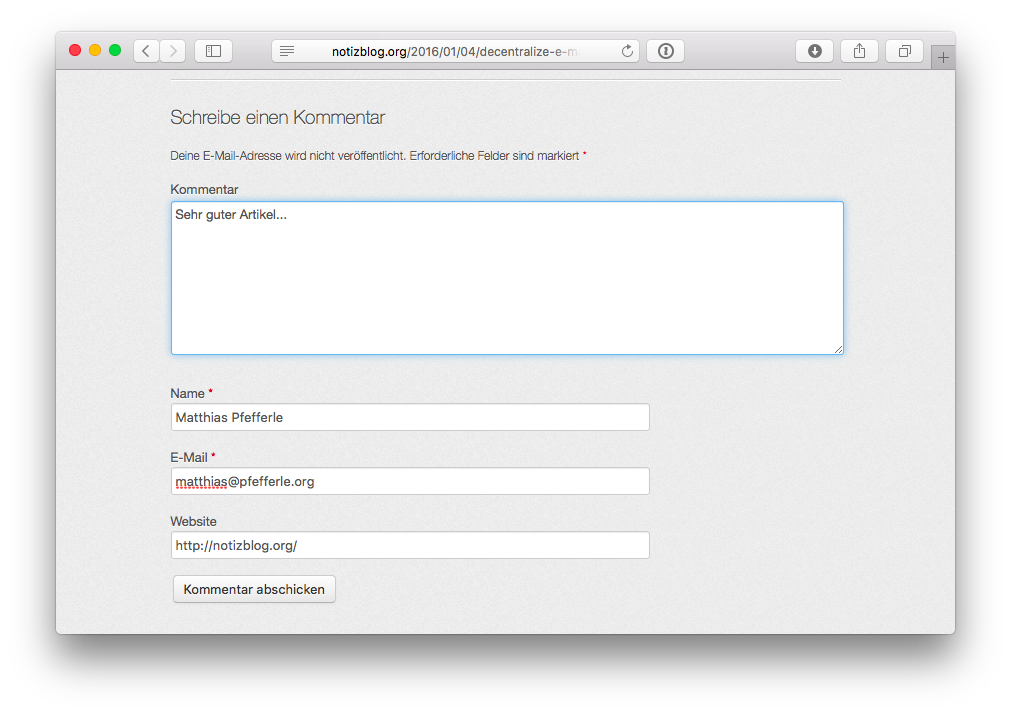 notizblog.org/2016/01/04/decentralize-e-m
Schreibe einen Kommentar
Deine E-Mail-Adresse wird nicht veröffentlicht. Erforderliche Felder sind markiert *
Kommentar
Sehr guter Artikel...
Name *
Matthias Pfefferle
E-Mail *
matthias@pfefferle.org
Website
http://notizblog.org/
Kommentar abschicken